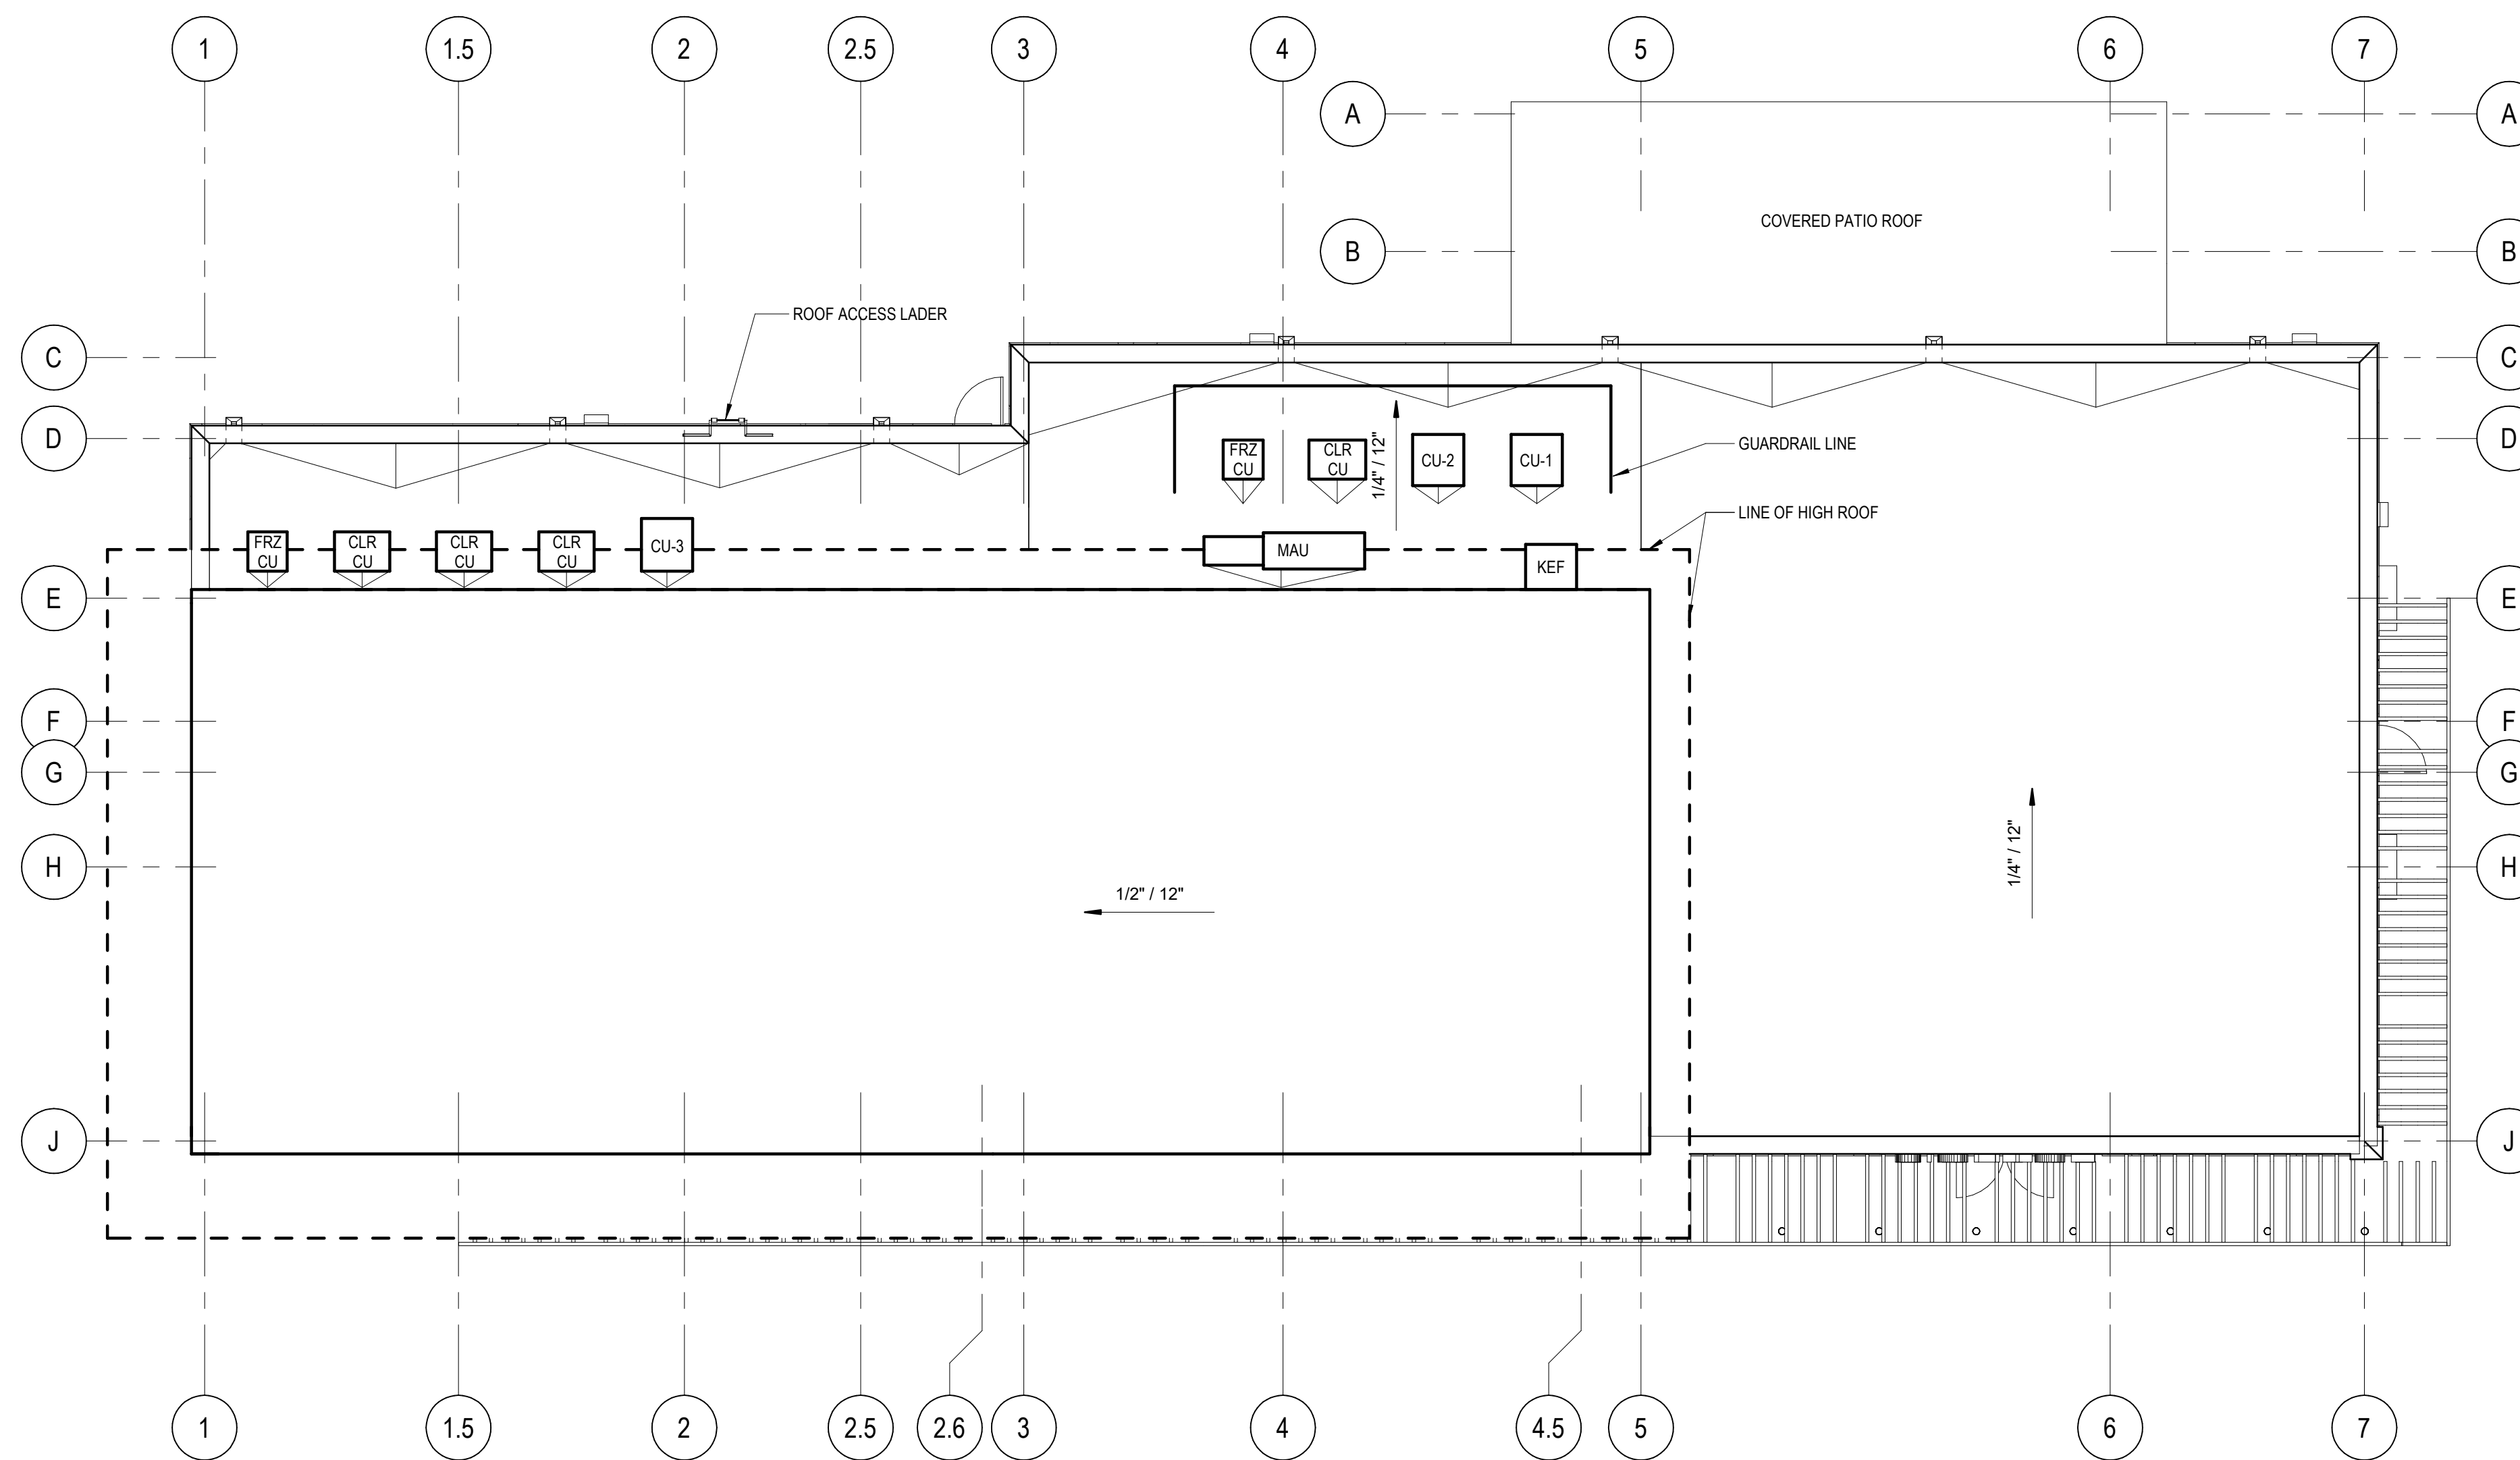 1
1.5
2
2.5
3
4
5
6
7
A
A
COVERED PATIO ROOF
B
B
ROOF ACCESS LADER
C
C
D
D
1/4" / 12"
GUARDRAIL LINE
FRZ
CU
CLR
CU
CU-2
CU-1
LINE OF HIGH ROOF
FRZ
CU
CLR
CU
CLR
CU
CLR
CU
CU-3
MAU
KEF
E
E
F
F
G
G
1/4" / 12"
H
H
1/2" / 12"
J
J
1
1.5
2
2.5
2.6
3
4
4.5
5
6
7